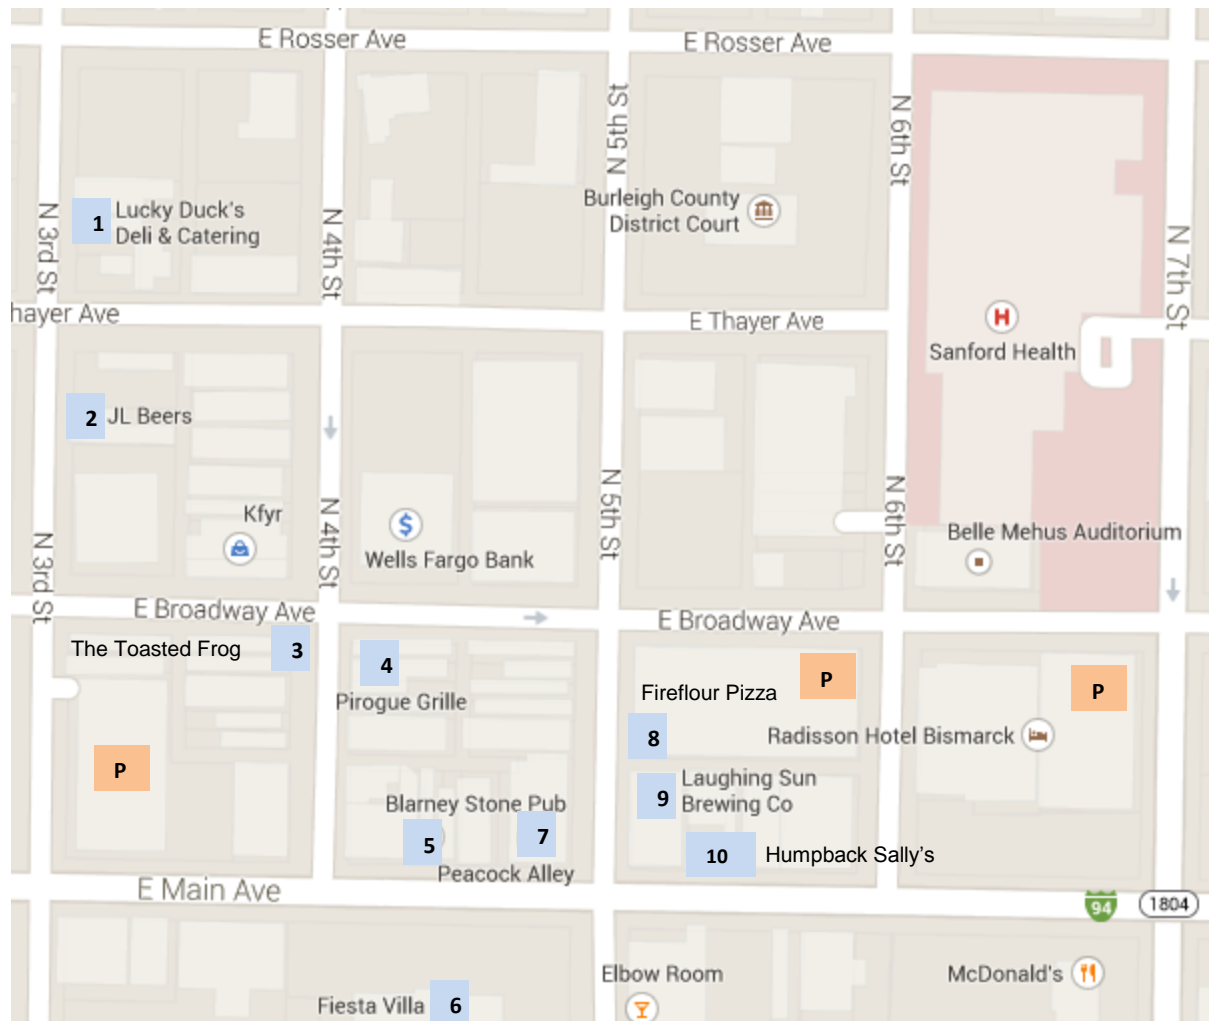 E Rosser Ave
E Rosser Ave
N 5th St
N 6th St
Burleigh County
District Court
1
Lucky Duck's
Deli & Catering
N 3rd St
N 4th St
N 7th St
hayer Ave
E Thayer Ave
H
Sanford Health
2
JL Beers
N 5th St
N 6th St
N 4th St
N 3rd St
Kfyr
$
Wells Fargo Bank
Belle Mehus Auditorium
E Broadway Ave
E Broadway Ave
The Toasted Frog
3
4
Pirogue Grille
Fireflour Pizza
P
P
8
Radisson Hotel Bismarck
P
9
Laughing Sun
Brewing Co
Blarney Stone Pub
5
7
10
Humpback Sally's
Peacock Alley
E Main Ave
94
1804
Elbow Room
McDonald's
Fiesta Villa
6